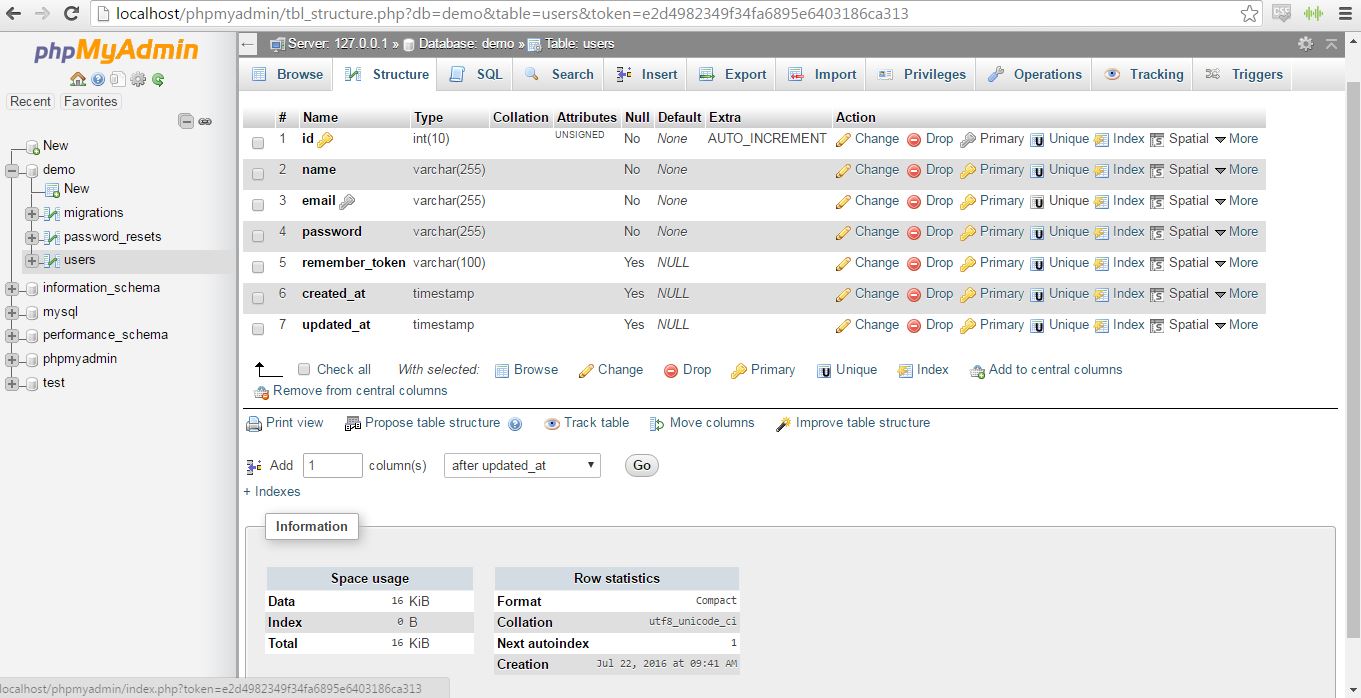 localhost/phpmyadmin/tbl_structure.php?db=demo&table=users&token=e2d4982349f34fa6895e6403186ca313
CSS
phpMyAdmin
Recent Favorites
New
demo
New
migrations
password_resets
users
information_schema
mysql
performance_schema
phpmyadmin
test
Server: 127.0.0.1 » Database: demo » Table: users
Browse Structure SQL Search Insert Export Import Privileges Operations Tracking Triggers
# Name Type Collation Attributes Null Default Extra Action
1 id int(10) UNSIGNED No None AUTO_INCREMENT Change Drop Primary Unique Index Spatial More
2 name varchar(255) No None Change Drop Primary Unique Index Spatial More
3 email varchar(255) No None Change Drop Primary Unique Index Spatial More
4 password varchar(255) No None Change Drop Primary Unique Index Spatial More
5 remember_token varchar(100) Yes NULL Change Drop Primary Unique Index Spatial More
6 created_at timestamp Yes NULL Change Drop Primary Unique Index Spatial More
7 updated_at timestamp Yes NULL Change Drop Primary Unique Index Spatial More
Check all With selected: Browse Change Drop Primary Unique Index Add to central columns
Remove from central columns
Print view Propose table structure Track table Move columns Improve table structure
Add 1 column(s) after updated_at Go
+ Indexes
Information
Space usage
Data 16 KiB
Index 0 B
Total 16 KiB
Row statistics
Format Compact
Collation utf8_unicode_ci
Next autoindex 1
Creation Jul 22, 2016 at 09:41 AM
localhost/phpmyadmin/index.php?token=e2d4982349f34fa6895e6403186ca313